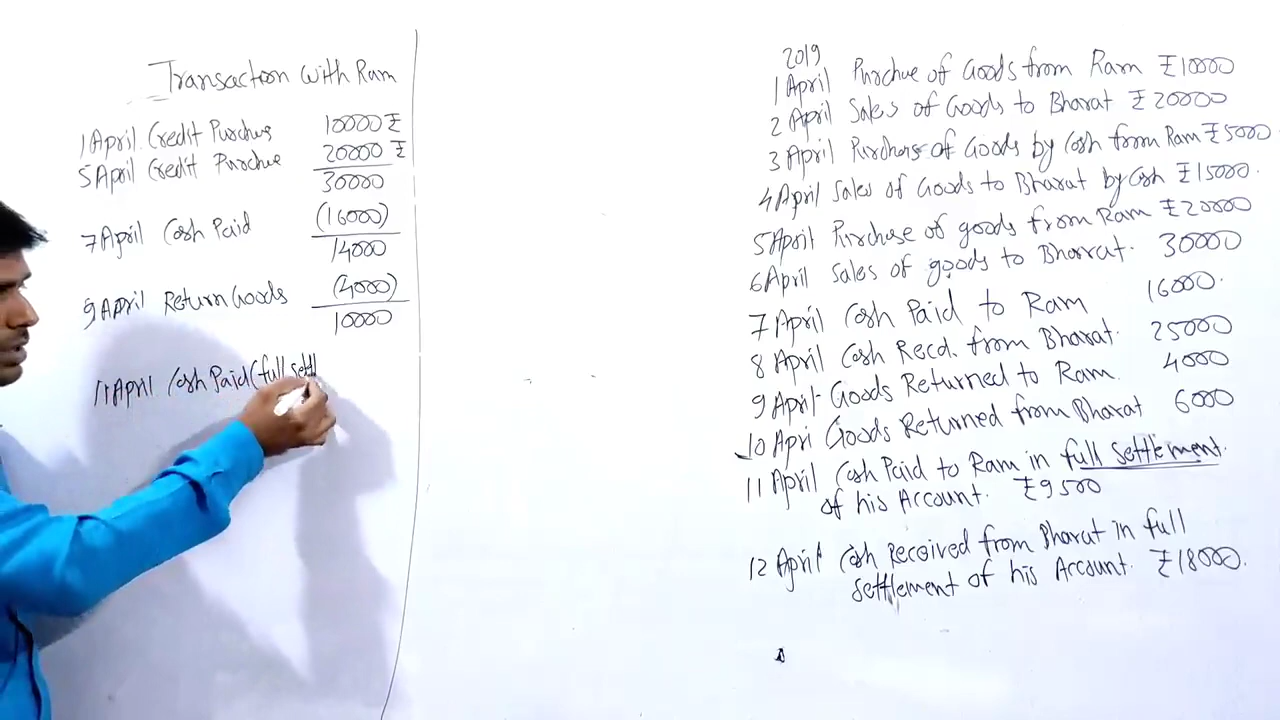 Transaction with Ram
1 April Credit Purchas 10000 ₹
5 April Credit Purchase 20000 ₹
30000
7 April Cash Paid (16000)
14000
9 April Return Goods (4000)
10000
11 April Cash Paid (full settl
2019
1 April Purchue of Goods from Ram ₹10000
2 April Sales of Goods to Bharat ₹20000
3 April Purchas of Goods by Cash from Ram ₹5000
4 April Sales of Goods to Bharat by Cash ₹15000.
5 April Purchase of goods from Ram ₹20000
6 April Sales of goods to Bharrat. 30000
7 April Cash Paid to Ram 16000.
8 April Cash Recd. from Bharat. 25000
9 April Goods Returned to Ram. 4000
10 Apri Goods Returned from Bharat 6000
11 April Cash Paid to Ram in full settlement.
of his Account. ₹9500
12 April Cash Received from Bharat in full
settlement of his Account. ₹18000.